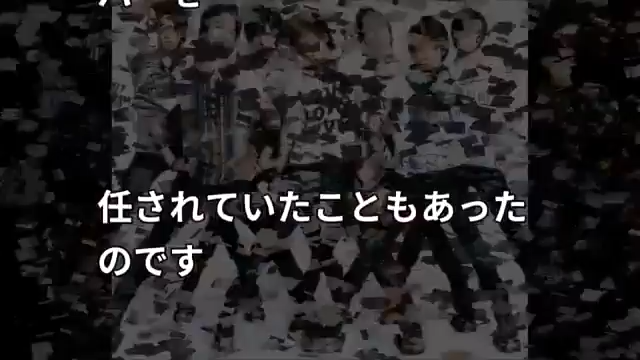 任されていたこともあった
のです